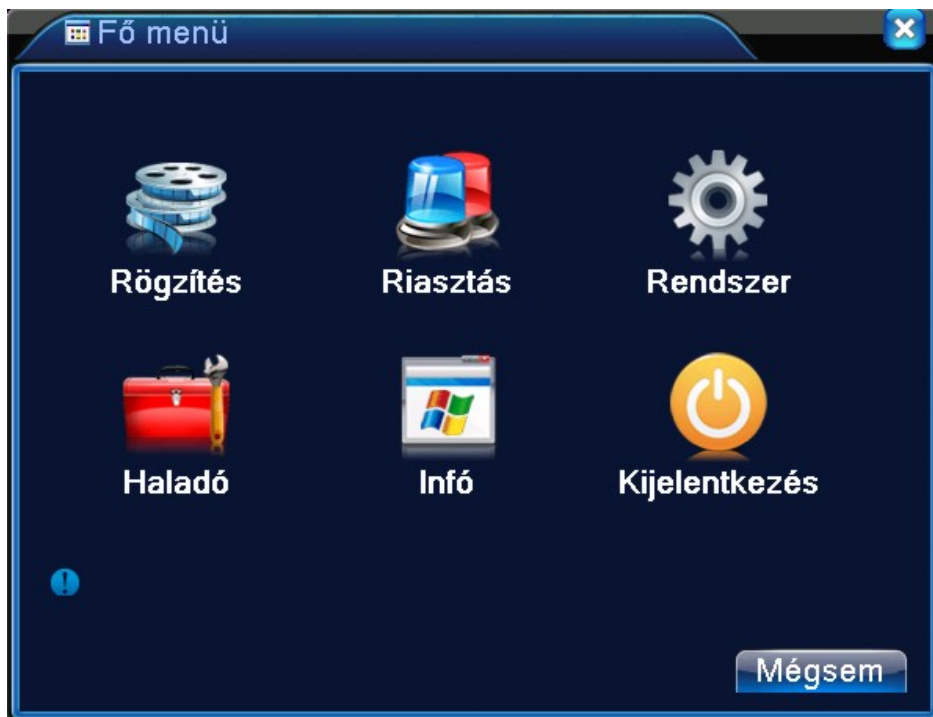 Fő menü
Rögzítés Riasztás Rendszer
Haladó Infó Kijelentkezés
Mégsem